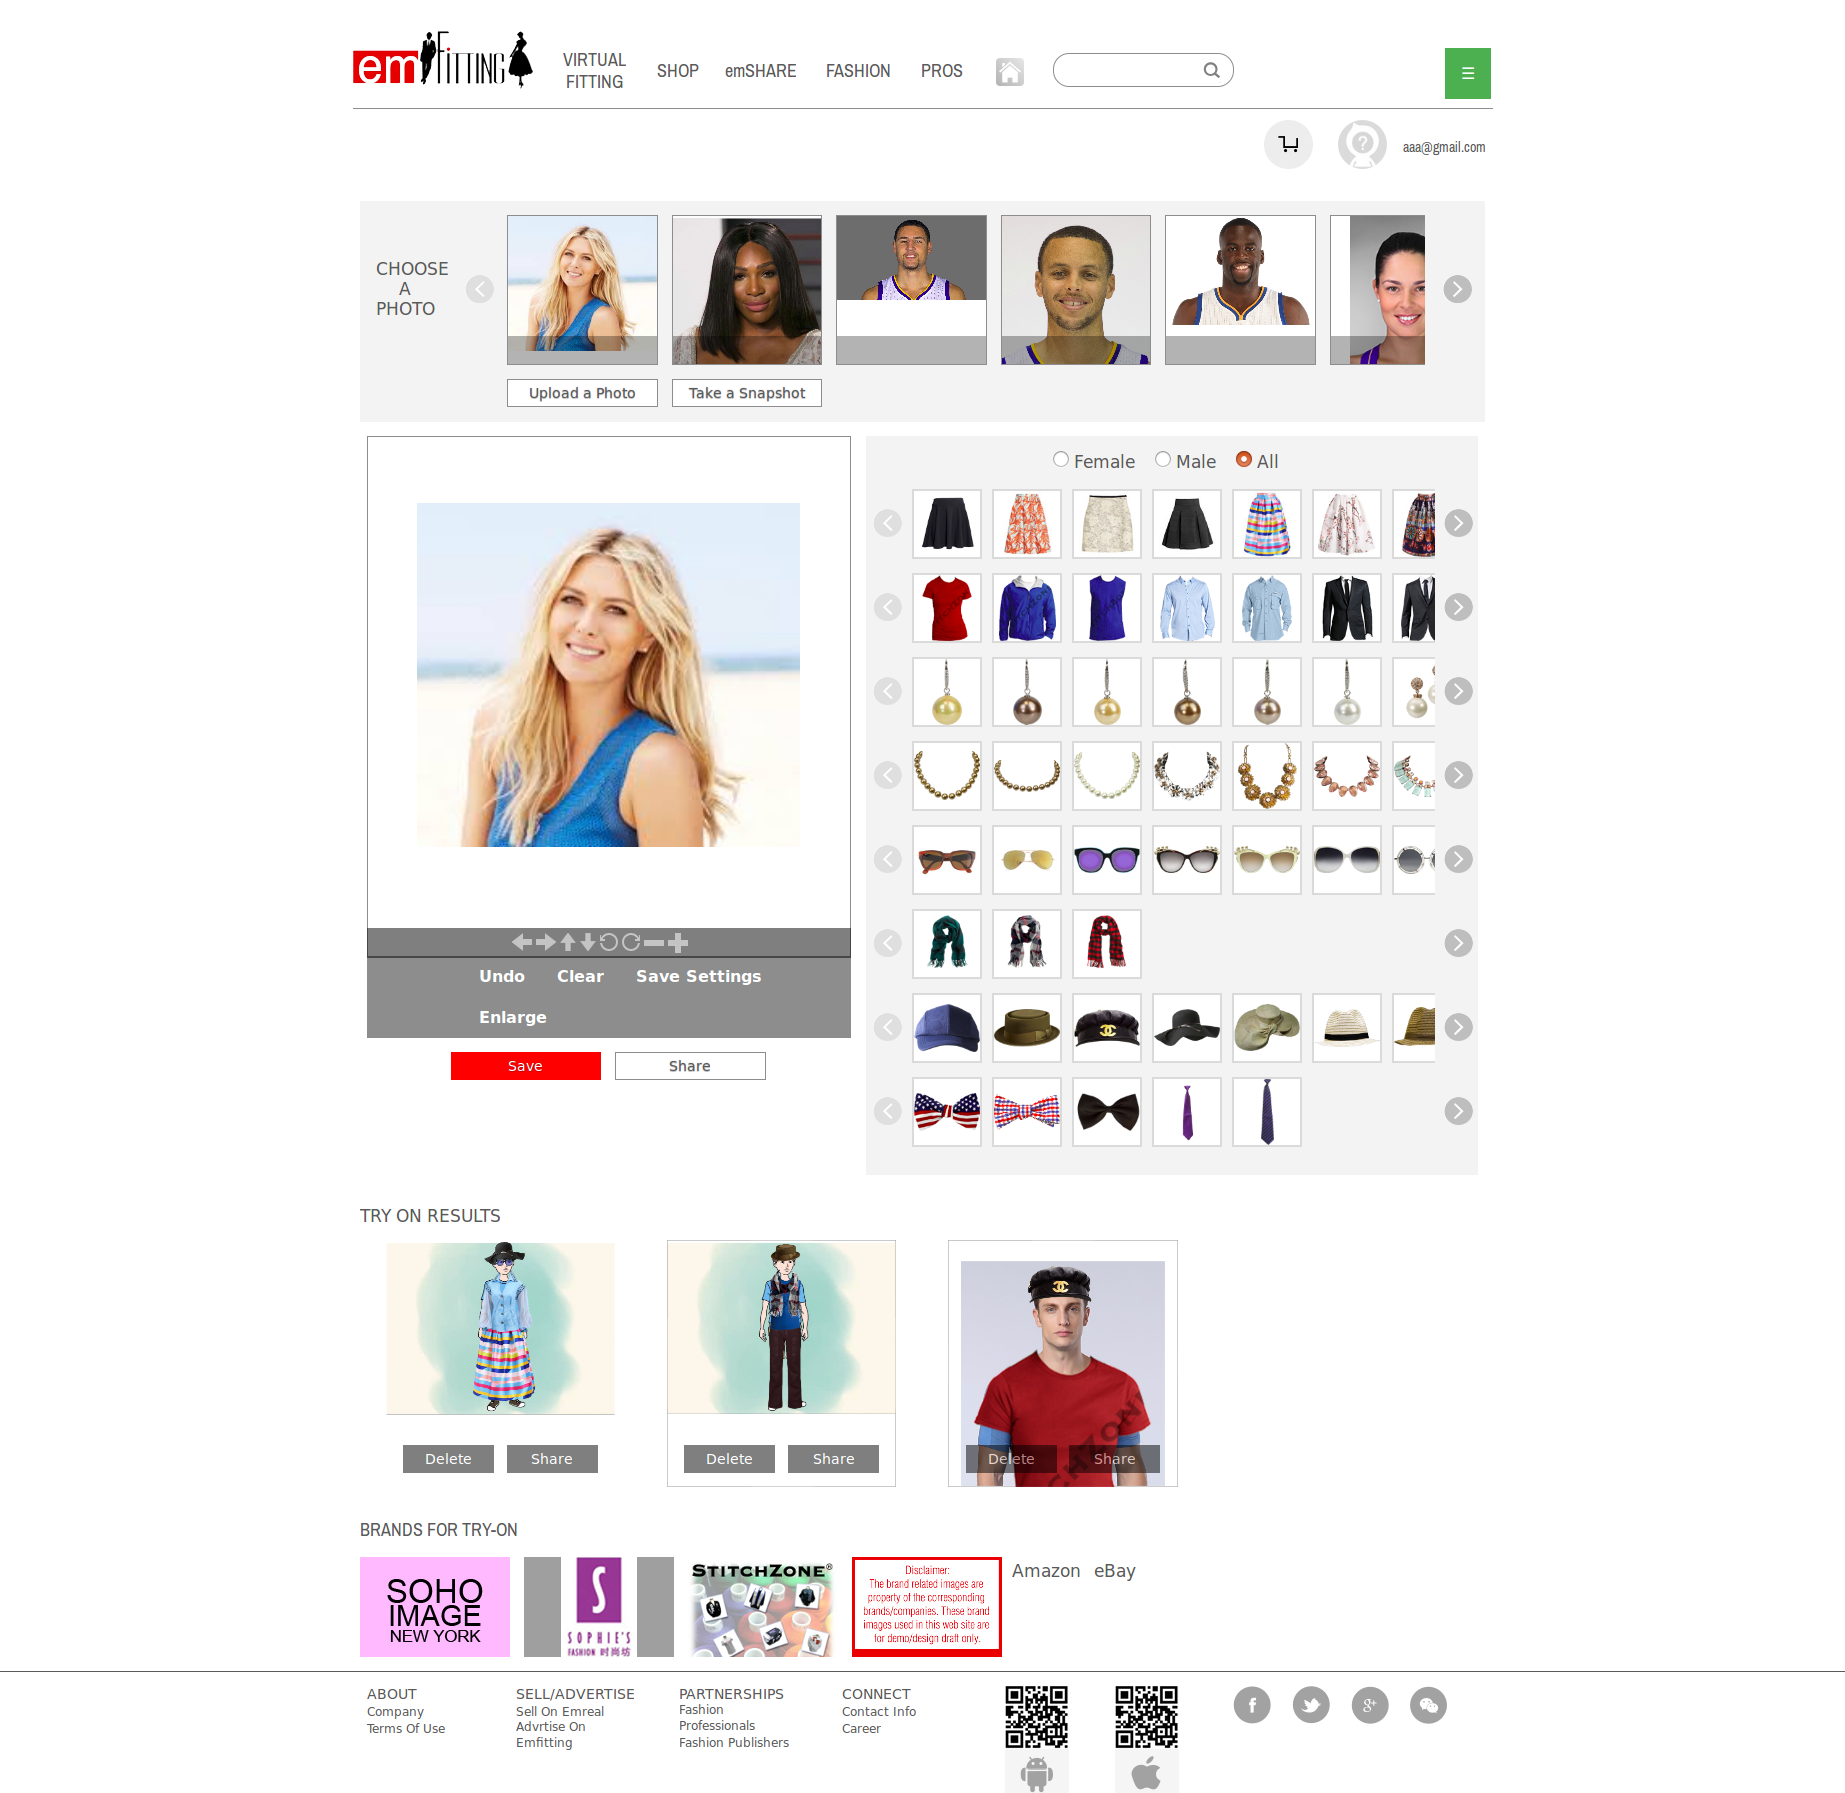 em FITTING
VIRTUAL
FITTING
SHOP
emSHARE
FASHION
PROS
aaa@gmail.com
CHOOSE
A
PHOTO
Upload a Photo
Take a Snapshot
Female
Male
All
Undo
Clear
Save Settings
Enlarge
Save
Share
TRY ON RESULTS
Delete
Share
Delete
Share
Delete
Share
BRANDS FOR TRY-ON
SOHO
IMAGE
NEW YORK
S
SOPHIE'S
FASHION 时尚坊
STITCHZONE®
Disclaimer:
The brand related images are
property of the corresponding
brands/companies. These brand
images used in this web site are
for demo/design draft only.
Amazon
eBay
ABOUT
Company
Terms Of Use
SELL/ADVERTISE
Sell On Emreal
Advrtise On
Emfitting
PARTNERSHIPS
Fashion
Professionals
Fashion Publishers
CONNECT
Contact Info
Career